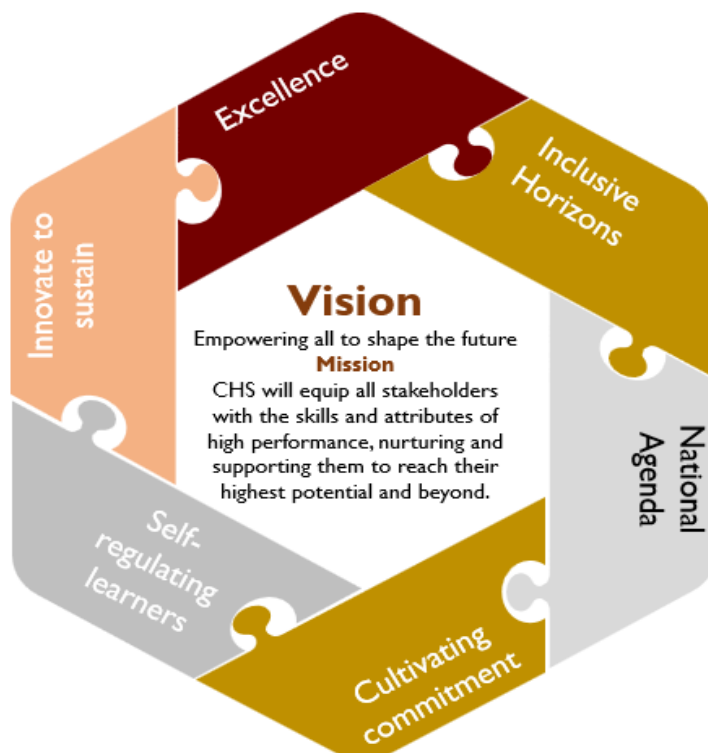 Excellence
Inclusive
Horizons
Innovate to
sustain
Vision
Empowering all to shape the future
Mission
CHS will equip all stakeholders
with the skills and attributes of
high performance, nurturing and
supporting them to reach their
highest potential and beyond.
National
Agenda
Self-
regulating
learners
Cultivating
commitment